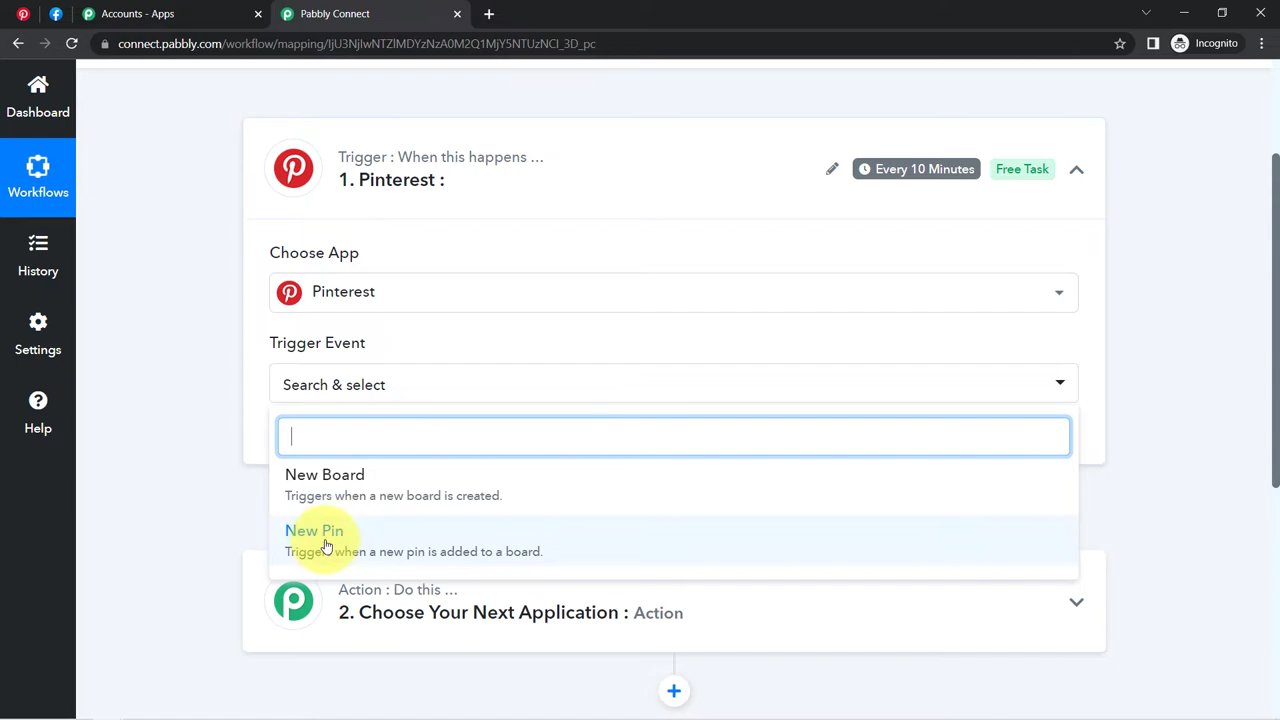 Accounts - Apps
Pabbly Connect
connect.pabbly.com/workflow/mapping/IjU3NjIwNTZlMDYzNzA0M2Q1MjY5NTUzNCI_3D_pc
Incognito
Dashboard
Workflows
History
Settings
Help
Trigger : When this happens ...
1. Pinterest :
Every 10 Minutes
Free Task
Choose App
Pinterest
Trigger Event
Search & select
New Board
Triggers when a new board is created.
New Pin
Triggers when a new pin is added to a board.
Action : Do this ...
2. Choose Your Next Application : Action